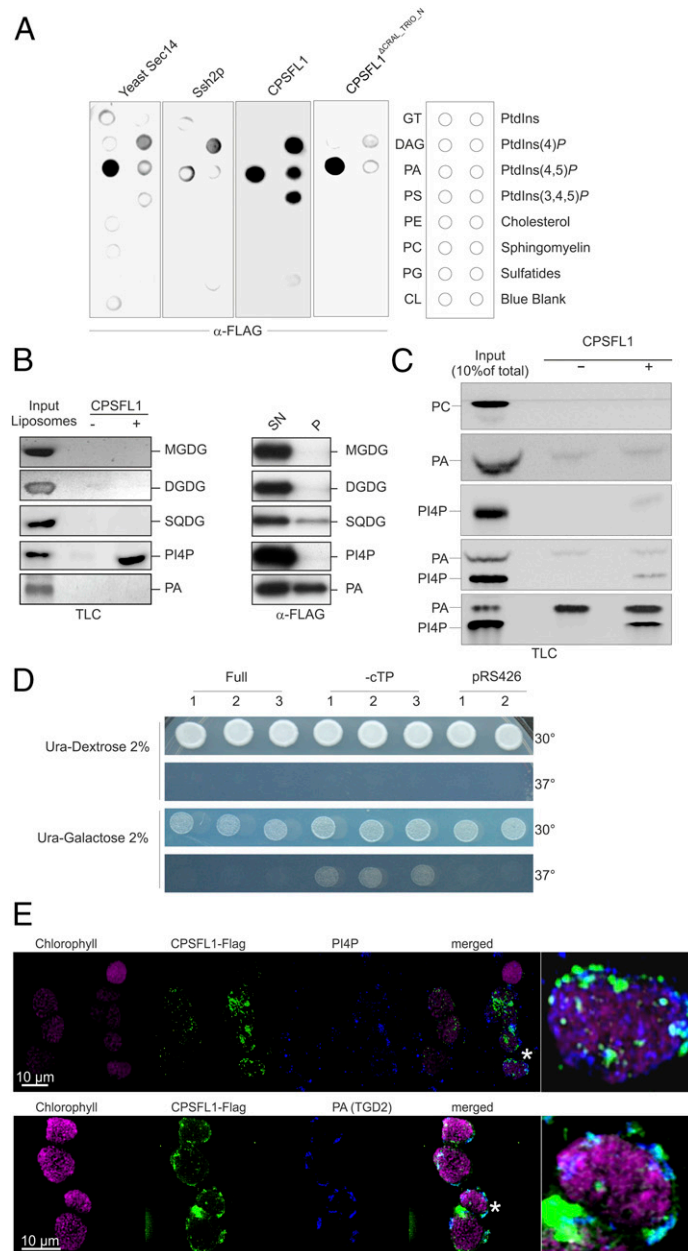 A
Yeast Sec14
Ssh2p
CPSFL1
CPSFL1ΔCRAL_TRIO_N
GT PtdIns
DAG PtdIns(4)P
PA PtdIns(4,5)P
PS PtdIns(3,4,5)P
PE Cholesterol
PC Sphingomyelin
PG Sulfatides
CL Blue Blank
α-FLAG
B
Input Liposomes
CPSFL1
- +
MGDG
DGDG
SQDG
PI4P
PA
TLC
SN P
MGDG
DGDG
SQDG
PI4P
PA
α-FLAG
C
Input
(10%of total)
CPSFL1
– +
PC
PA
PI4P
PA
PI4P
PA
PI4P
TLC
D
Full -cTP pRS426
1 2 3 1 2 3 1 2
Ura-Dextrose 2%
30°
37°
Ura-Galactose 2%
30°
37°
E
Chlorophyll CPSFL1-Flag PI4P merged
*
10 µm
Chlorophyll CPSFL1-Flag PA (TGD2) merged
*
10 µm